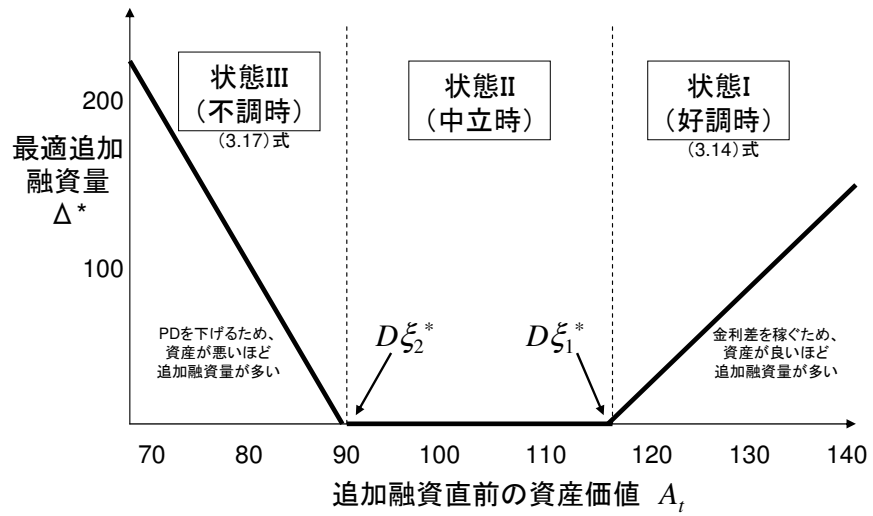 状態III
（不調時）
(3.17)式
状態II
（中立時）
状態I
（好調時）
(3.14)式
200
100
最適追加
融資量
Δ*
PDを下げるため、
資産が悪いほど
追加融資量が多い
Dξ₂*
Dξ₁*
金利差を稼ぐため、
資産が良いほど
追加融資量が多い
70 80 90 100 110 120 130 140
追加融資直前の資産価値 Aₜ